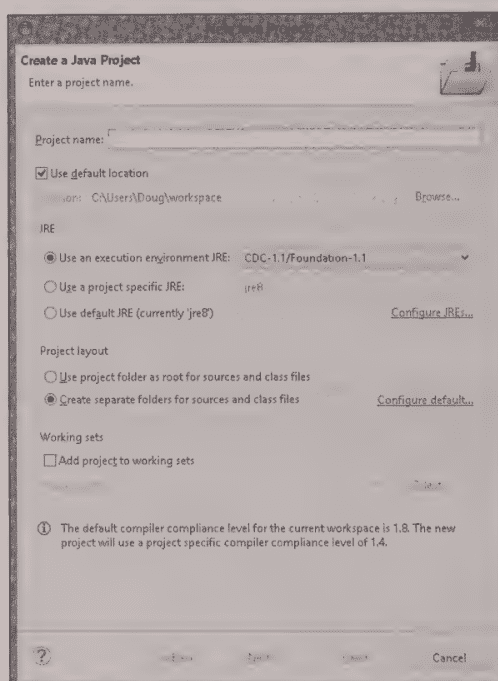 Create a Java Project
Enter a project name.
Project name:
Use default location
C:\Users\Doug\workspace Browse...
JRE
Use an execution environment JRE: CDC-1.1/Foundation-1.1
Use a project specific JRE: jre8
Use default JRE (currently 'jre8') Configure JREs...
Project layout
Use project folder as root for sources and class files
Create separate folders for sources and class files Configure default...
Working sets
Add project to working sets
The default compiler compliance level for the current workspace is 1.8. The new
project will use a project specific compiler compliance level of 1.4.
? Cancel